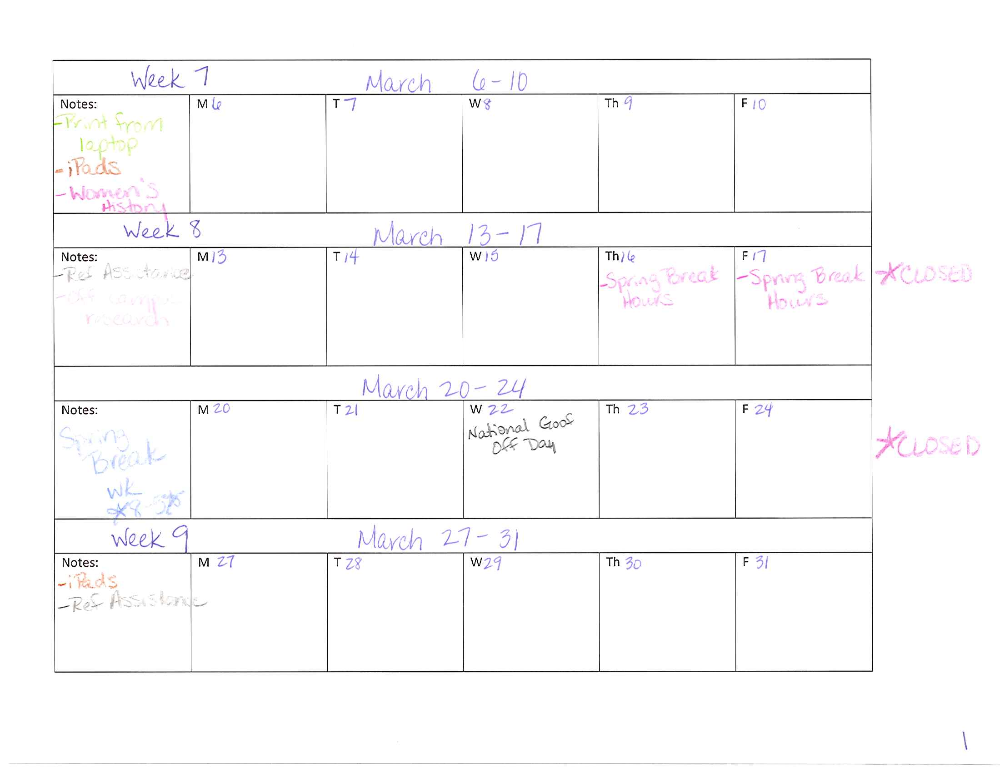 Week 7 March 6-10
Notes: M 6 T 7 W 8 Th 9 F 10
-Print from
laptop
-iPads
-Women's
History
Week 8 March 13-17
Notes: M 13 T 14 W 15 Th 16 F 17
-Ref Assistance -Spring Break -Spring Break *CLOSED
-Off campus Hours Hours
research
March 20-24
Notes: M 20 T 21 W 22 Th 23 F 24
National Goof
Off Day
Spring *CLOSED
Break
WK
*8-5
Week 9 March 27-31
Notes: M 27 T 28 W 29 Th 30 F 31
-iPads
-Ref Assistance
1